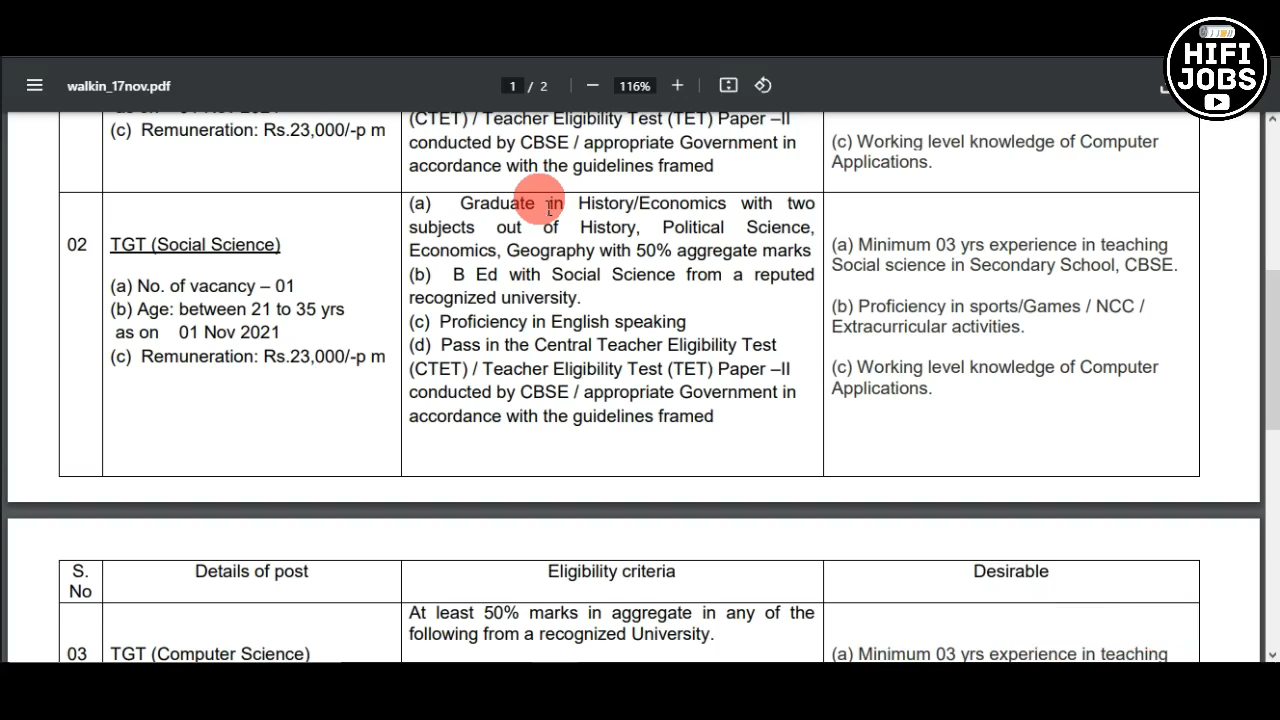 HIFI
JOBS
walkin_17nov.pdf
1 / 2
116%
(c) Remuneration: Rs.23,000/-p m
(CTET) / Teacher Eligibility Test (TET) Paper –II
conducted by CBSE / appropriate Government in
accordance with the guidelines framed
(c) Working level knowledge of Computer
Applications.
02
TGT (Social Science)
(a) No. of vacancy – 01
(b) Age: between 21 to 35 yrs
as on 01 Nov 2021
(c) Remuneration: Rs.23,000/-p m
(a) Graduate in History/Economics with two
subjects out of History, Political Science,
Economics, Geography with 50% aggregate marks
(b) B Ed with Social Science from a reputed
recognized university.
(c) Proficiency in English speaking
(d) Pass in the Central Teacher Eligibility Test
(CTET) / Teacher Eligibility Test (TET) Paper –II
conducted by CBSE / appropriate Government in
accordance with the guidelines framed
(a) Minimum 03 yrs experience in teaching
Social science in Secondary School, CBSE.
(b) Proficiency in sports/Games / NCC /
Extracurricular activities.
(c) Working level knowledge of Computer
Applications.
S.
No
Details of post
Eligibility criteria
Desirable
At least 50% marks in aggregate in any of the
following from a recognized University.
03
TGT (Computer Science)
(a) Minimum 03 yrs experience in teaching